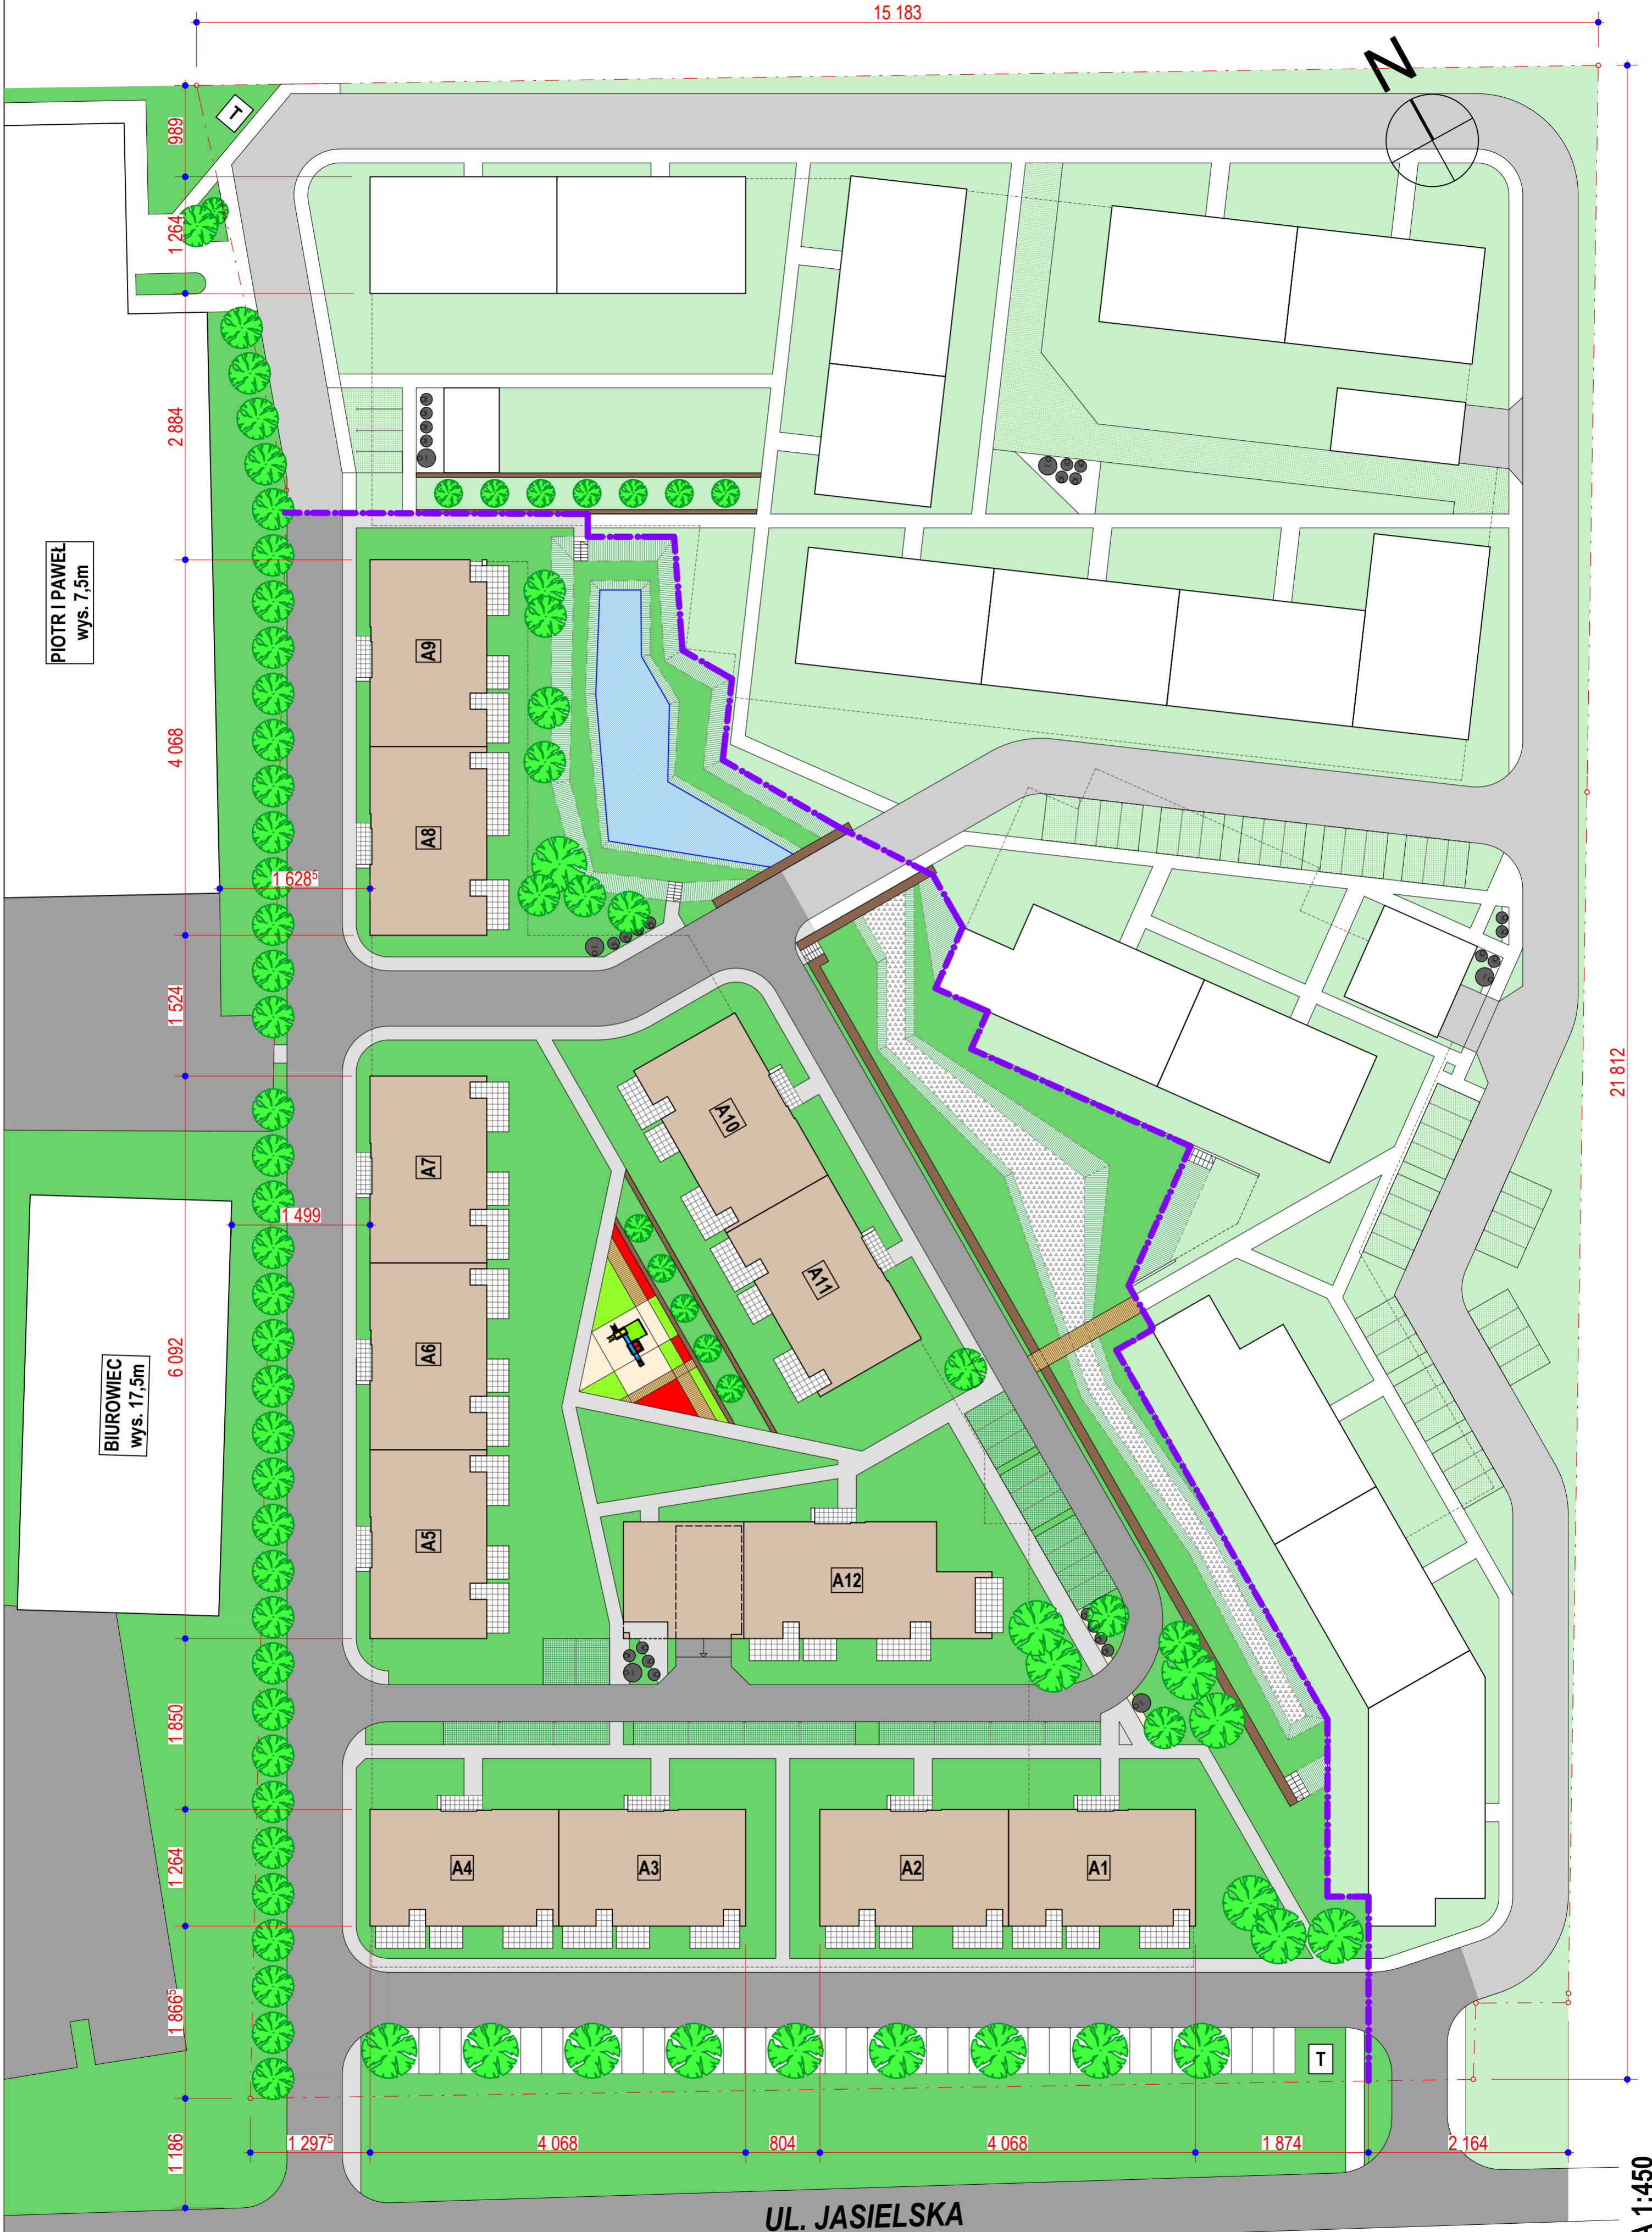 15 183
N
T
989
1 264
2 884
PIOTR I PAWEŁ
wys. 7,5m
A9
4 068
A8
1 628⁵
1 524
21 812
A10
A7
1 499
A11
A6
6 092
BIUROWIEC
wys. 17,5m
A5
A12
1 850
1 264
A4
A3
A2
A1
1 866⁵
T
1 186
1 297⁵
4 068
804
4 068
1 874
2 164
UL. JASIELSKA
A 1:450